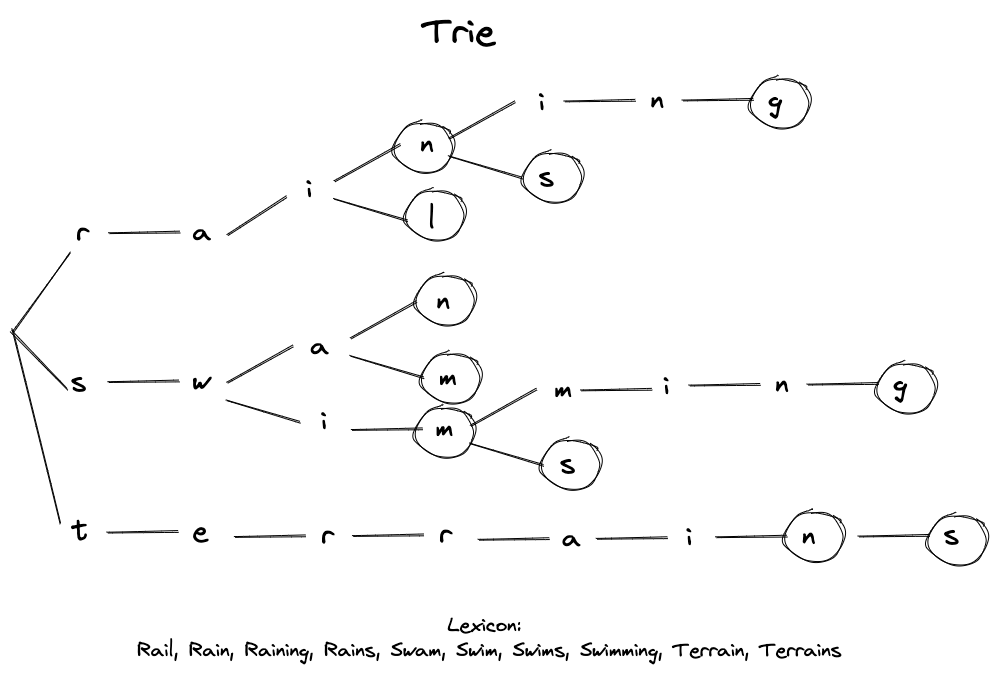 Trie
i n g
n
s
i
l
r a
n
a
m
s w
m i n g
i m
s
t e r r a i n s
Lexicon:
Rail, Rain, Raining, Rains, Swam, Swim, Swims, Swimming, Terrain, Terrains